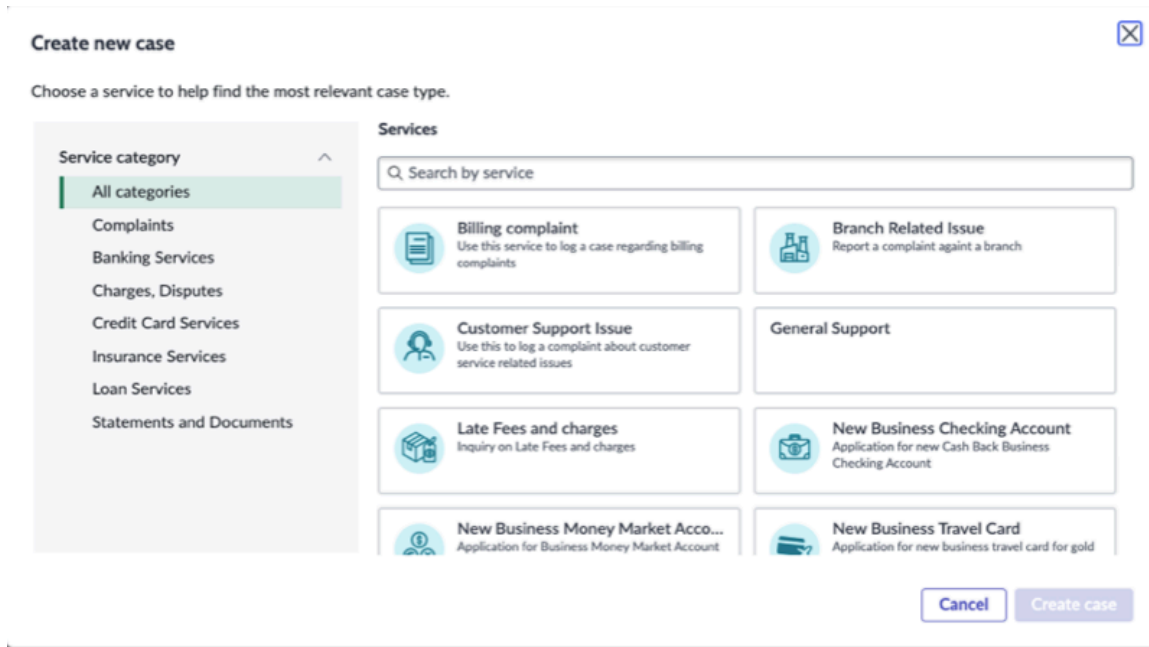 Create new case
Choose a service to help find the most relevant case type.
Service category
All categories
Complaints
Banking Services
Charges, Disputes
Credit Card Services
Insurance Services
Loan Services
Statements and Documents
Services
Search by service
Billing complaint
Use this service to log a case regarding billing
complaints
Branch Related Issue
Report a complaint againt a branch
Customer Support Issue
Use this to log a complaint about customer
service related issues
General Support
Late Fees and charges
Inquiry on Late Fees and charges
New Business Checking Account
Application for new Cash Back Business
Checking Account
New Business Money Market Acco...
Application for Business Money Market Account
New Business Travel Card
Application for new business travel card for gold
Cancel
Create case